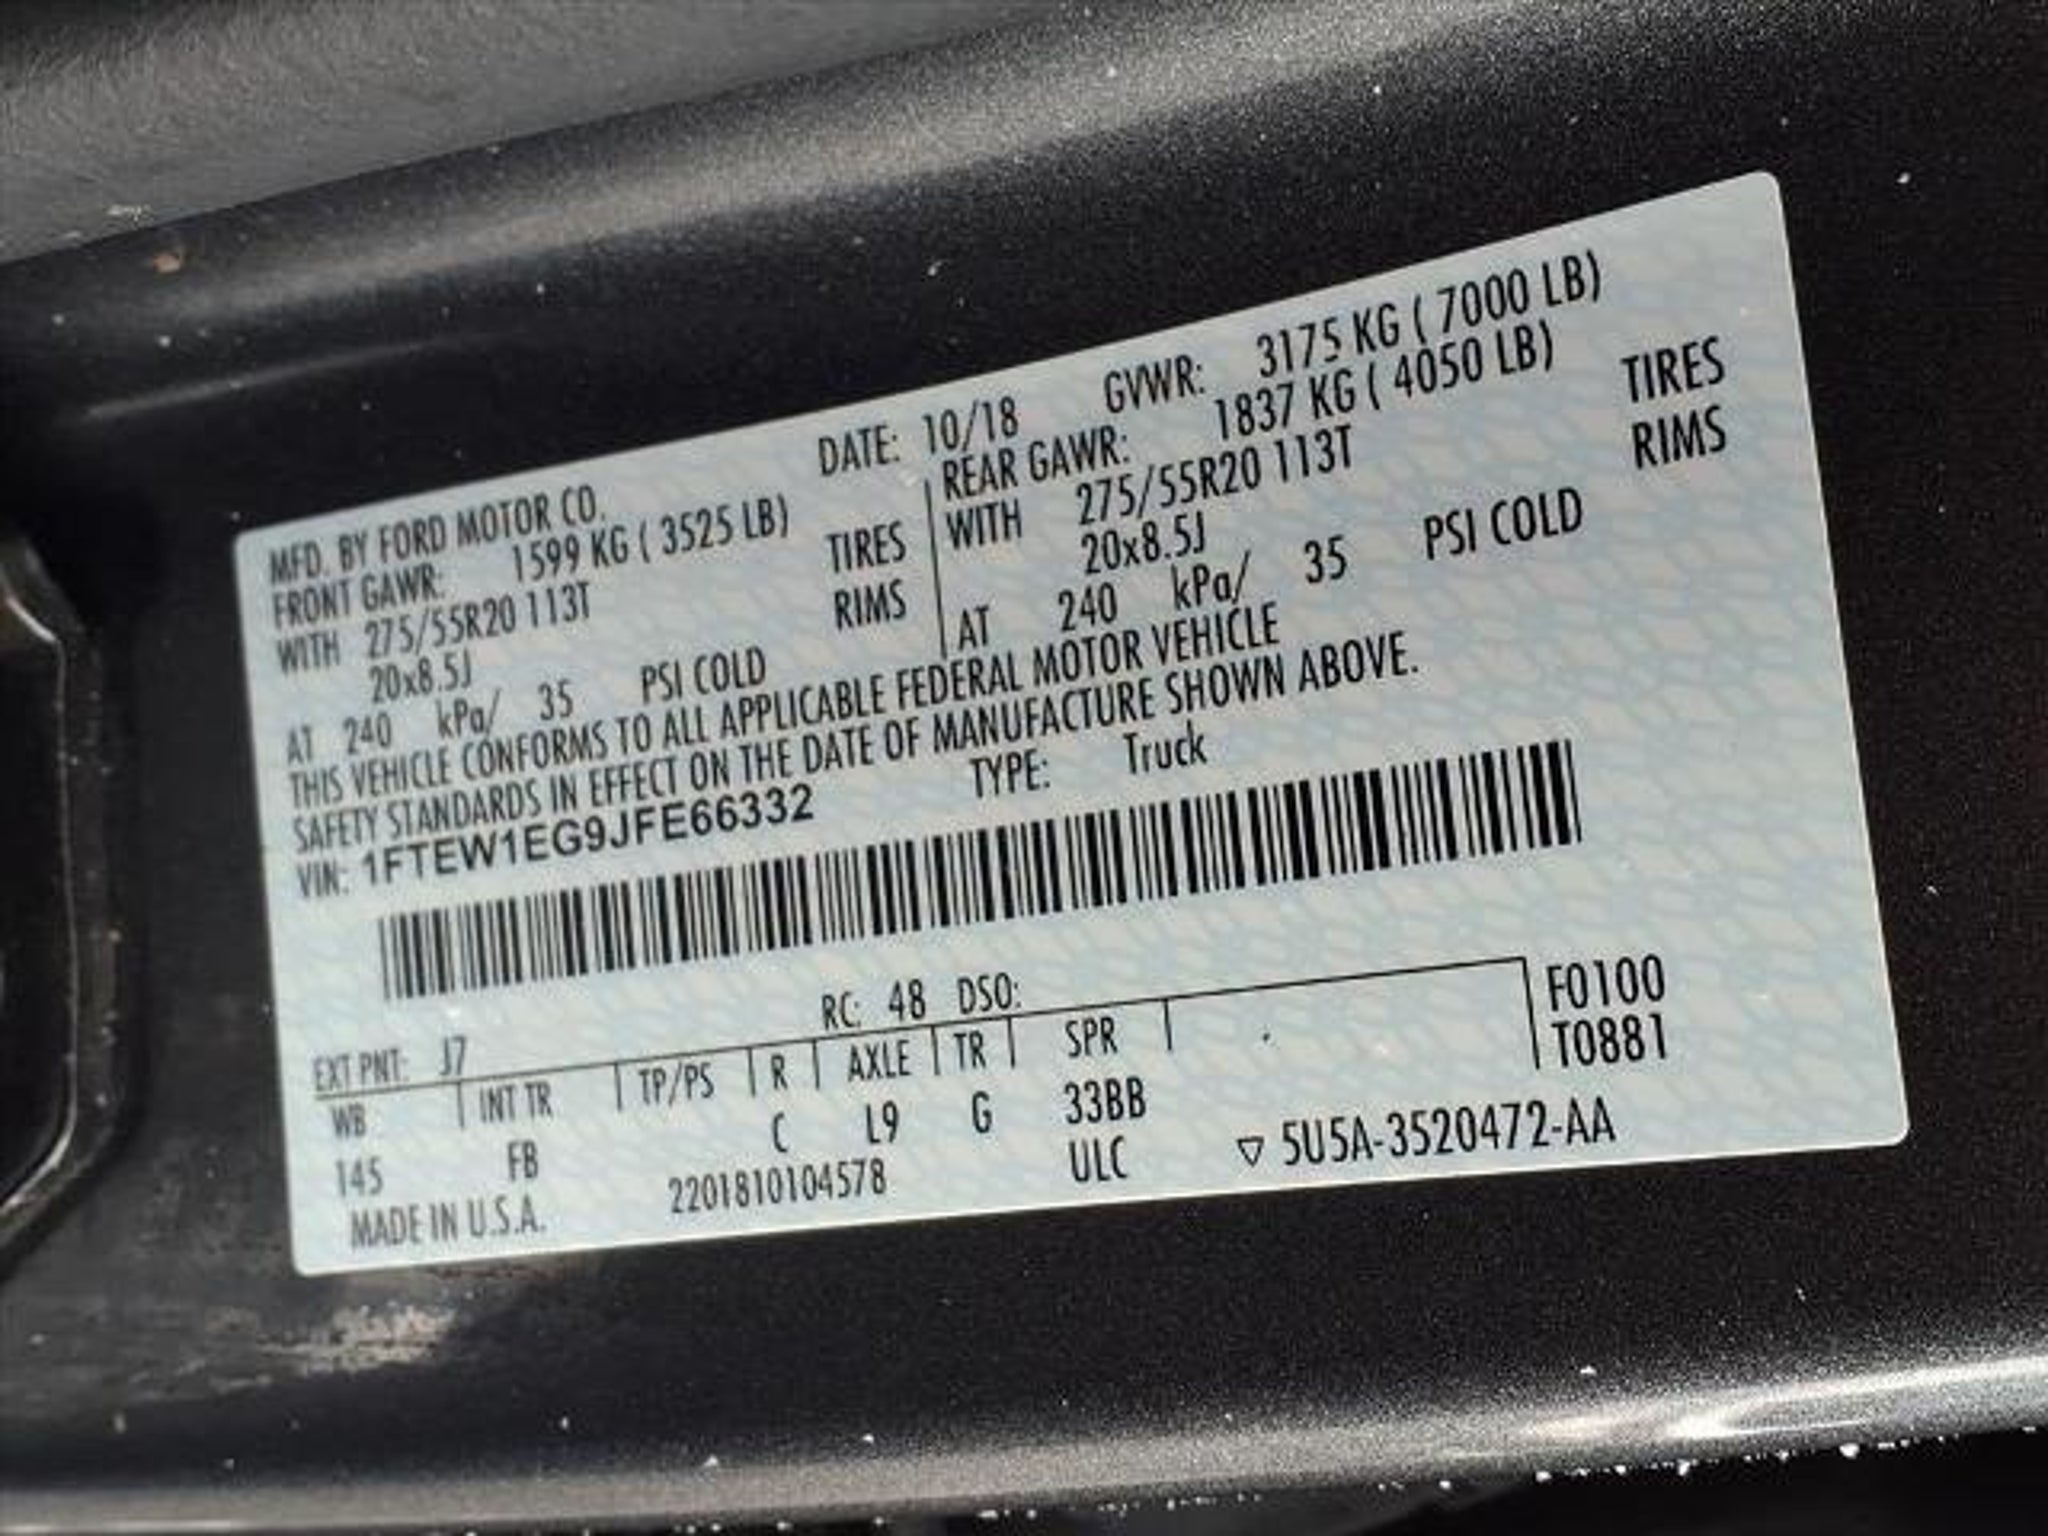 MFD. BY FORD MOTOR CO.
DATE: 10/18 GVWR: 3175 KG ( 7000 LB)
FRONT GAWR: 1599 KG ( 3525 LB)
WITH 275/55R20 113T TIRES
20x8.5J RIMS
AT 240 kPa/ 35 PSI COLD
REAR GAWR: 1837 KG ( 4050 LB)
WITH 275/55R20 113T TIRES
20x8.5J RIMS
AT 240 kPa/ 35 PSI COLD
THIS VEHICLE CONFORMS TO ALL APPLICABLE FEDERAL MOTOR VEHICLE
SAFETY STANDARDS IN EFFECT ON THE DATE OF MANUFACTURE SHOWN ABOVE.
VIN: 1FTEW1EG9JFE66332 TYPE: Truck
EXT PNT: J7 RC: 48 DSO: F0100
WB INT TR TP/PS R AXLE TR SPR T0881
145 FB C L9 G 33BB
MADE IN U.S.A. 2201810104578 ULC ▽ 5U5A-3520472-AA